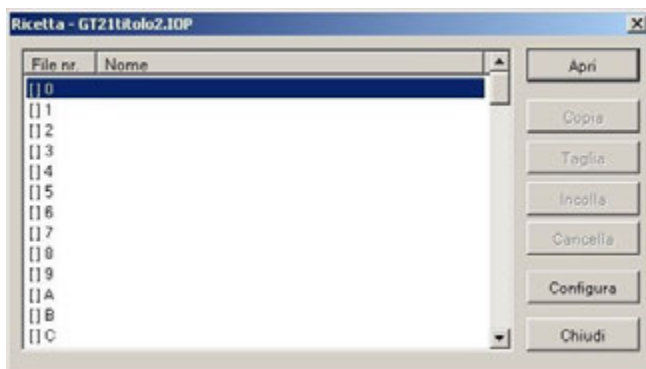 Ricetta - GT21titolo2.IOP
File nr. Nome
[] 0
[] 1
[] 2
[] 3
[] 4
[] 5
[] 6
[] 7
[] 8
[] 9
[] A
[] B
[] C
Apri
Copia
Taglia
Incolla
Cancella
Configura
Chiudi